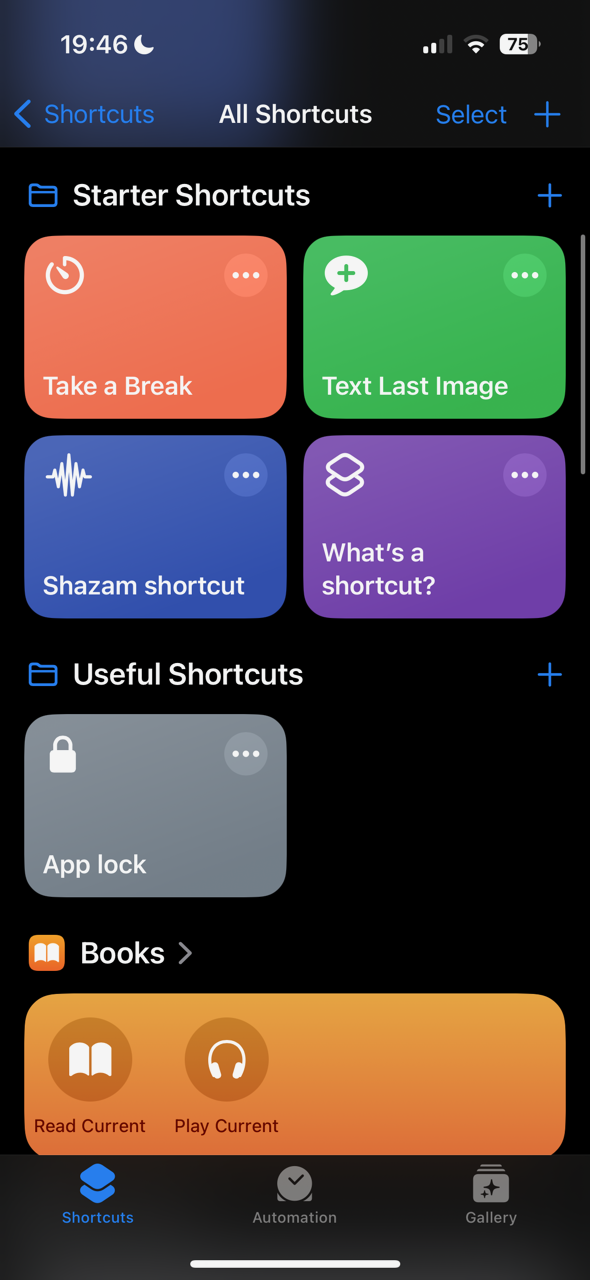 19:46
75
Shortcuts
All Shortcuts
Select
Starter Shortcuts
Take a Break
Text Last Image
Shazam shortcut
What's a
shortcut?
Useful Shortcuts
App lock
Books
Read Current
Play Current
Shortcuts
Automation
Gallery